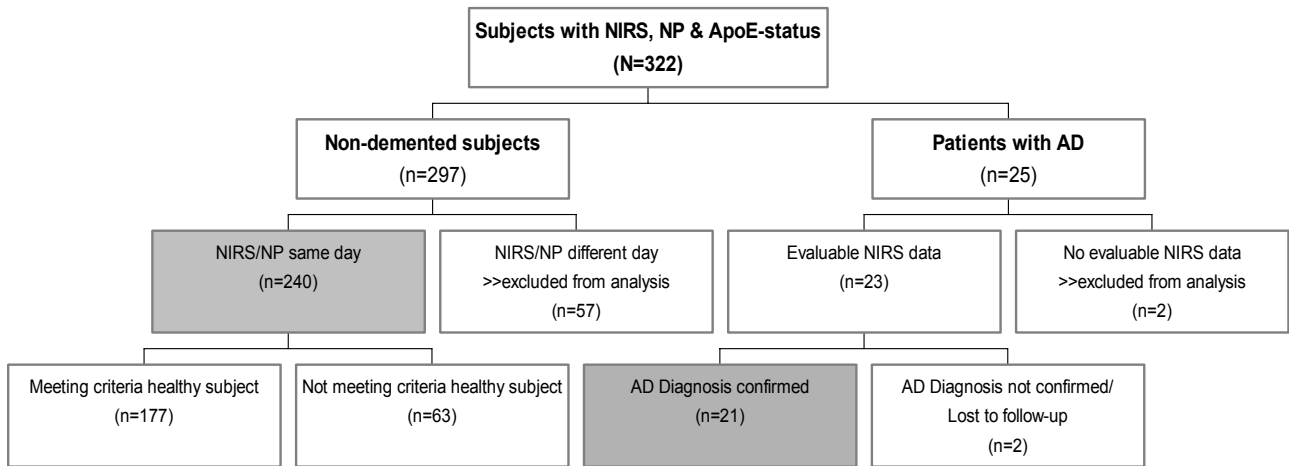 Subjects with NIRS, NP & ApoE-status
(N=322)
Non-demented subjects
(n=297)
Patients with AD
(n=25)
NIRS/NP same day
(n=240)
NIRS/NP different day
>>excluded from analysis
(n=57)
Evaluable NIRS data
(n=23)
No evaluable NIRS data
>>excluded from analysis
(n=2)
Meeting criteria healthy subject
(n=177)
Not meeting criteria healthy subject
(n=63)
AD Diagnosis confirmed
(n=21)
AD Diagnosis not confirmed/
Lost to follow-up
(n=2)